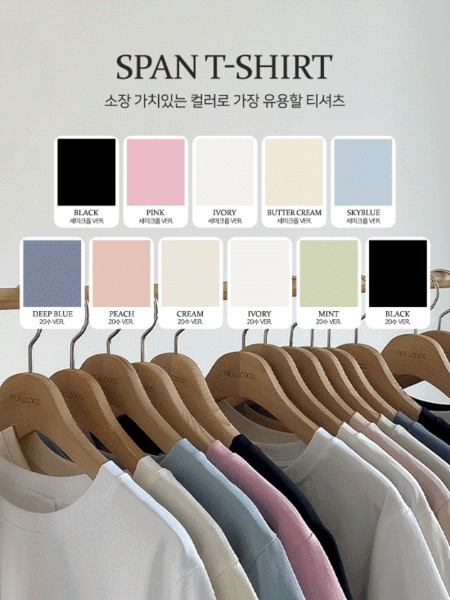 SPAN T-SHIRT
소장 가치있는 컬러로 가장 유용할 티셔츠
BLACK
세미크롭 VER.
PINK
세미크롭 VER.
IVORY
세미크롭 VER.
BUTTER CREAM
세미크롭 VER.
SKYBLUE
세미크롭 VER.
DEEP BLUE
20수 VER.
PEACH
20수 VER.
CREAM
20수 VER.
IVORY
20수 VER.
MINT
20수 VER.
BLACK
20수 VER.
REALCOCO
REALCOCO